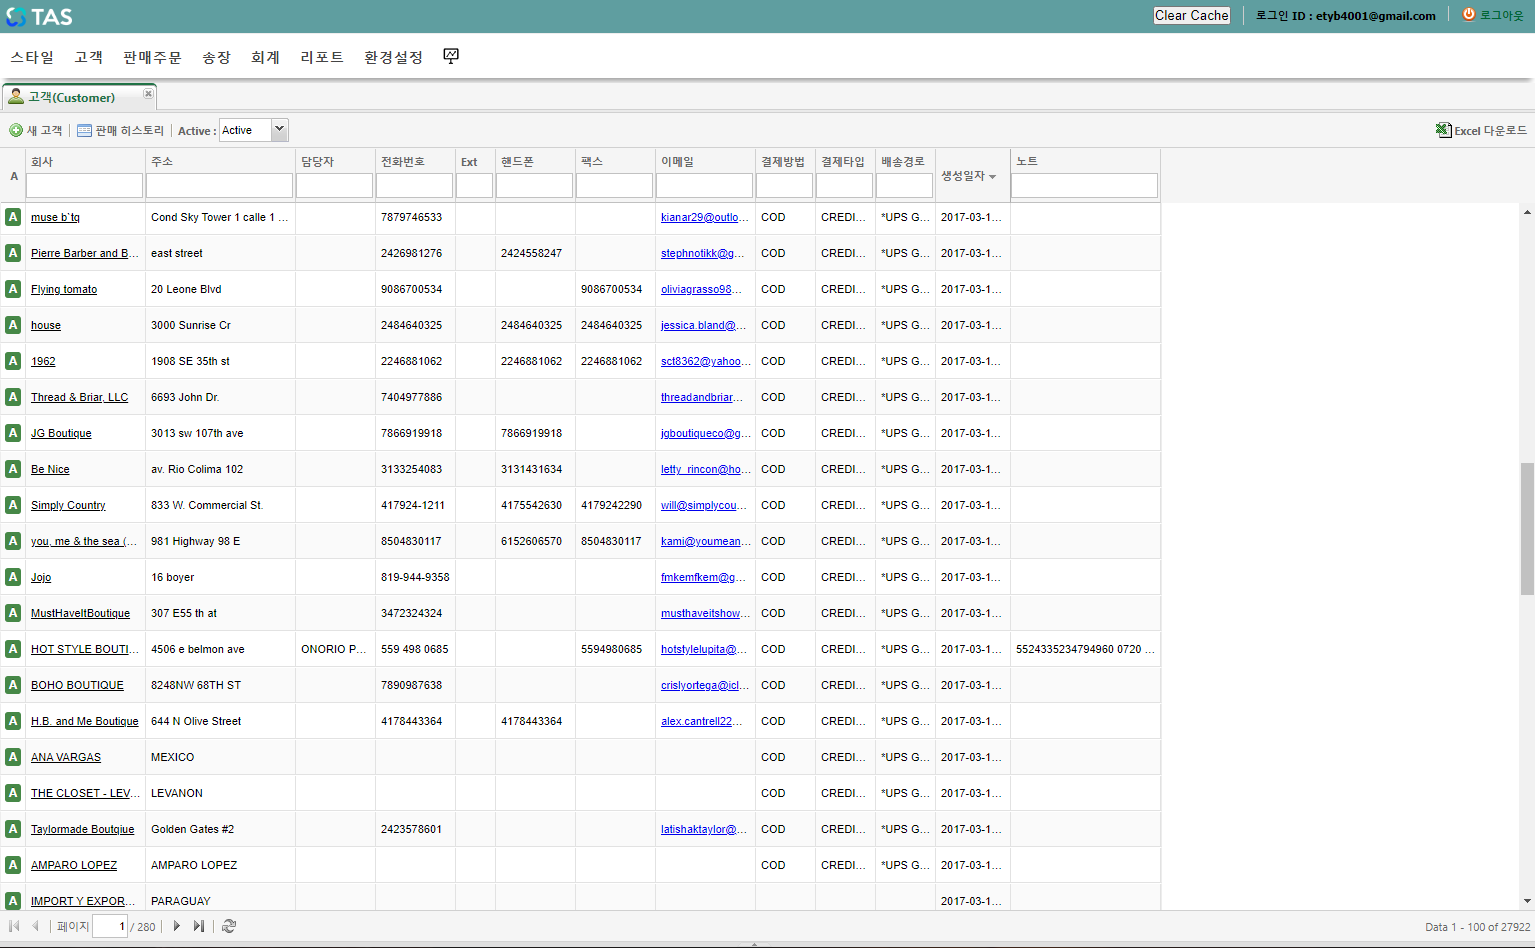 TAS
Clear Cache
로그인 ID : etyb4001@gmail.com
로그아웃
스타일 고객 판매주문 송장 회계 리포트 환경설정
고객(Customer)
새 고객 판매 히스토리 Active : Active Excel 다운로드
A 회사 주소 담당자 전화번호 Ext 핸드폰 팩스 이메일 결제방법 결제타입 배송경로 생성일자 노트
A muse b`tq Cond Sky Tower 1 calle 1 ... 7879746533 kianar29@outlo... COD CREDI... *UPS G... 2017-03-1...
A Pierre Barber and B... east street 2426981276 2424558247 stephnotikk@g... COD CREDI... *UPS G... 2017-03-1...
A Flying tomato 20 Leone Blvd 9086700534 9086700534 oliviagrasso98... COD CREDI... *UPS G... 2017-03-1...
A house 3000 Sunrise Cr 2484640325 2484640325 2484640325 jessica.bland@... COD CREDI... *UPS G... 2017-03-1...
A 1962 1908 SE 35th st 2246881062 2246881062 2246881062 sct8362@yahoo... COD CREDI... *UPS G... 2017-03-1...
A Thread & Briar, LLC 6693 John Dr. 7404977886 threadandbriar... COD CREDI... *UPS G... 2017-03-1...
A JG Boutique 3013 sw 107th ave 7866919918 7866919918 jgboutiqueco@g... COD CREDI... *UPS G... 2017-03-1...
A Be Nice av. Rio Colima 102 3133254083 3131431634 letty_rincon@ho... COD CREDI... *UPS G... 2017-03-1...
A Simply Country 833 W. Commercial St. 417924-1211 4175542630 4179242290 will@simplycou... COD CREDI... *UPS G... 2017-03-1...
A you, me & the sea (... 981 Highway 98 E 8504830117 6152606570 8504830117 kami@youmean... COD CREDI... *UPS G... 2017-03-1...
A Jojo 16 boyer 819-944-9358 fmkemfkem@g... COD CREDI... *UPS G... 2017-03-1...
A MustHaveItBoutique 307 E55 th at 3472324324 musthaveitshow... COD CREDI... *UPS G... 2017-03-1...
A HOT STYLE BOUTI... 4506 e belmon ave ONORIO P... 559 498 0685 5594980685 hotstylelupita@... COD CREDI... *UPS G... 2017-03-1... 5524335234794960 0720 ...
A BOHO BOUTIQUE 8248NW 68TH ST 7890987638 crislyortega@icl... COD CREDI... *UPS G... 2017-03-1...
A H.B. and Me Boutique 644 N Olive Street 4178443364 4178443364 alex.cantrell22... COD CREDI... *UPS G... 2017-03-1...
A ANA VARGAS MEXICO COD CREDI... *UPS G... 2017-03-1...
A THE CLOSET - LEV... LEVANON COD CREDI... *UPS G... 2017-03-1...
A Taylormade Boutqiue Golden Gates #2 2423578601 latishaktaylor@... COD CREDI... *UPS G... 2017-03-1...
A AMPARO LOPEZ AMPARO LOPEZ COD CREDI... *UPS G... 2017-03-1...
A IMPORT Y EXPOR... PARAGUAY 2017-03-1...
페이지 1 / 280 Data 1 - 100 of 27922